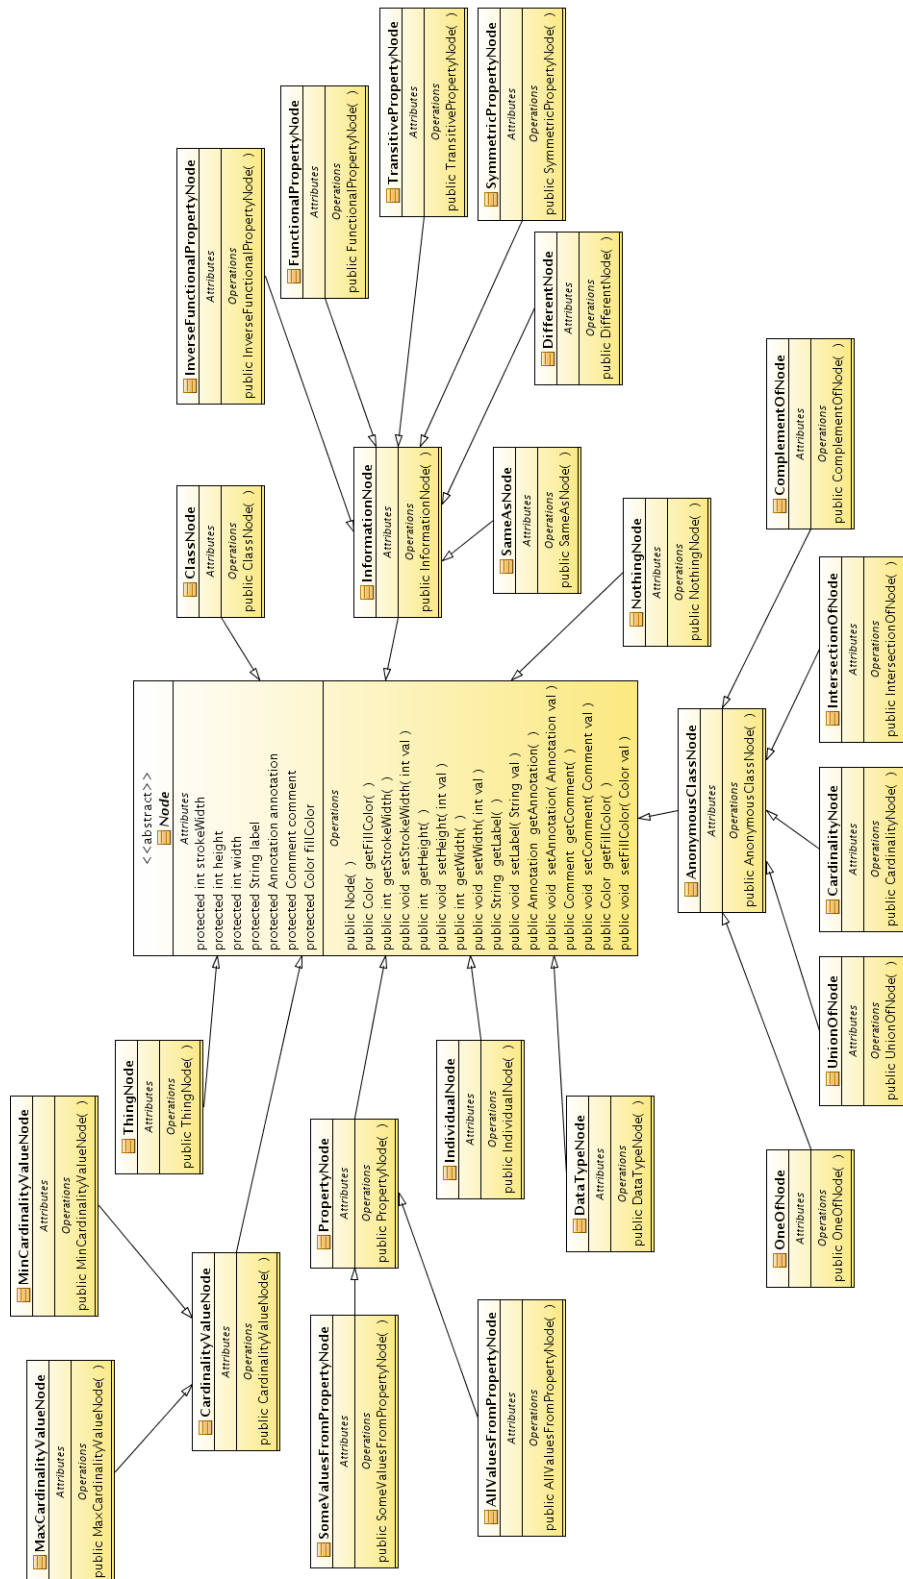 MaxCardinalityValueNode
Attributes
Operations
public MaxCardinalityValueNode( )
MinCardinalityValueNode
Attributes
Operations
public MinCardinalityValueNode( )
ThingNode
Attributes
Operations
public ThingNode( )
<<abstract>>
Node
Attributes
protected int strokeWidth
protected int height
protected int width
protected String label
protected Annotation annotation
protected Comment comment
protected Color fillColor
Operations
public Node( )
public Color getFillColor( )
public int getStrokeWidth( )
public void setStrokeWidth( int val )
public int getHeight( )
public void setHeight( int val )
public int getWidth( )
public void setWidth( int val )
public String getLabel( )
public void setLabel( String val )
public Annotation getAnnotation( )
public void setAnnotation( Annotation val )
public Comment getComment( )
public void setComment( Comment val )
public Color getFillColor( )
public void setFillColor( Color val )
ClassNode
Attributes
Operations
public ClassNode( )
InverseFunctionalPropertyNode
Attributes
Operations
public InverseFunctionalPropertyNode( )
CardinalityValueNode
Attributes
Operations
public CardinalityValueNode( )
FunctionalPropertyNode
Attributes
Operations
public FunctionalPropertyNode( )
SomeValuesFromPropertyNode
Attributes
Operations
public SomeValuesFromPropertyNode( )
PropertyNode
Attributes
Operations
public PropertyNode( )
InformationNode
Attributes
Operations
public InformationNode( )
TransitivePropertyNode
Attributes
Operations
public TransitivePropertyNode( )
IndividualNode
Attributes
Operations
public IndividualNode( )
AllValuesFromPropertyNode
Attributes
Operations
public AllValuesFromPropertyNode( )
SymmetricPropertyNode
Attributes
Operations
public SymmetricPropertyNode( )
SameAsNode
Attributes
Operations
public SameAsNode( )
DifferentNode
Attributes
Operations
public DifferentNode( )
DataTypeNode
Attributes
Operations
public DataTypeNode( )
NothingNode
Attributes
Operations
public NothingNode( )
AnonymousClassNode
Attributes
Operations
public AnonymousClassNode( )
OneOfNode
Attributes
Operations
public OneOfNode( )
ComplementOfNode
Attributes
Operations
public ComplementOfNode( )
UnionOfNode
Attributes
Operations
public UnionOfNode( )
CardinalityNode
Attributes
Operations
public CardinalityNode( )
IntersectionOfNode
Attributes
Operations
public IntersectionOfNode( )